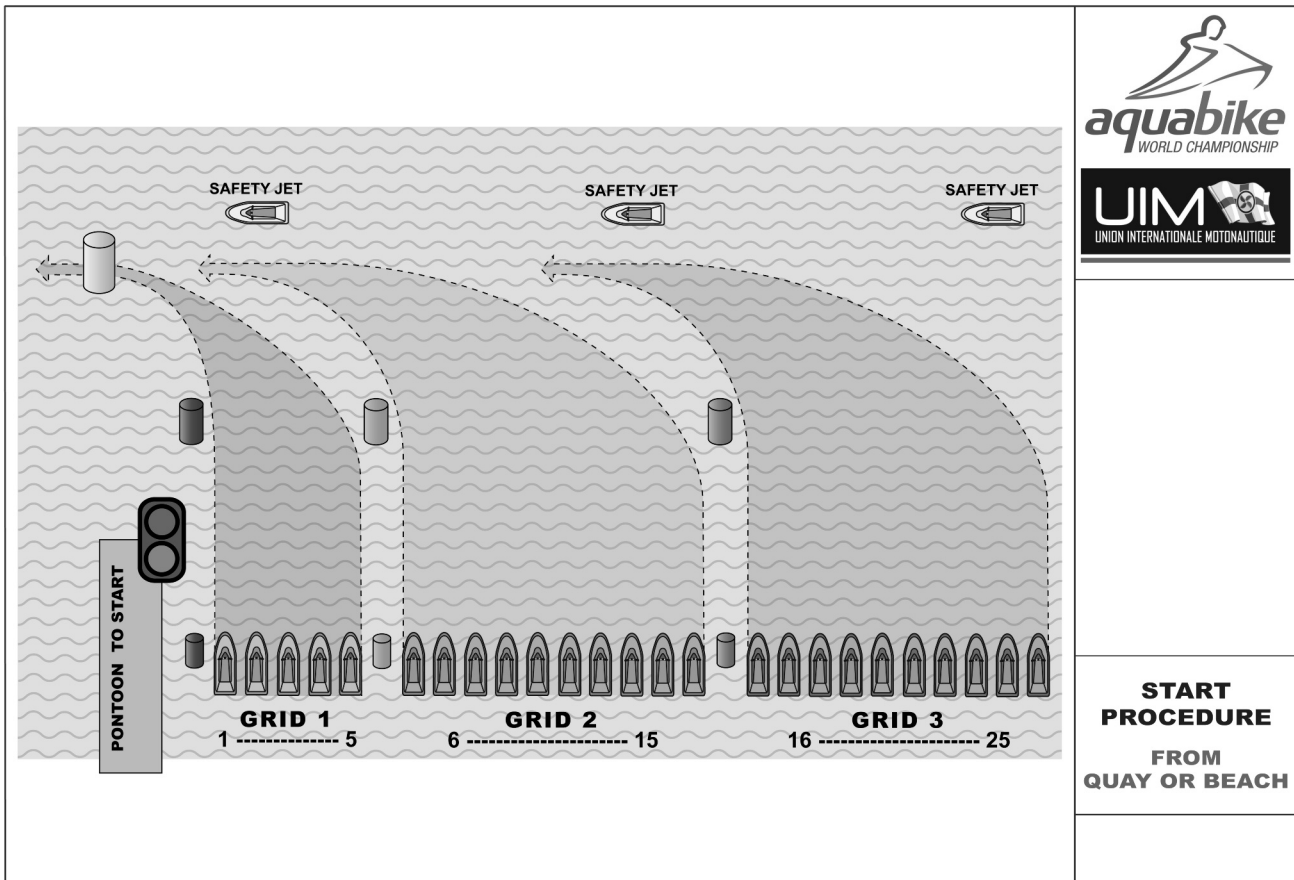 SAFETY JET
SAFETY JET
SAFETY JET
PONTOON TO START
GRID 1
1 ------------------ 5
GRID 2
6 ---------------------------- 15
GRID 3
16 ------------------------- 25
aquabike
WORLD CHAMPIONSHIP
UIM
UNION INTERNATIONALE MOTONAUTIQUE
START
PROCEDURE
FROM
QUAY OR BEACH